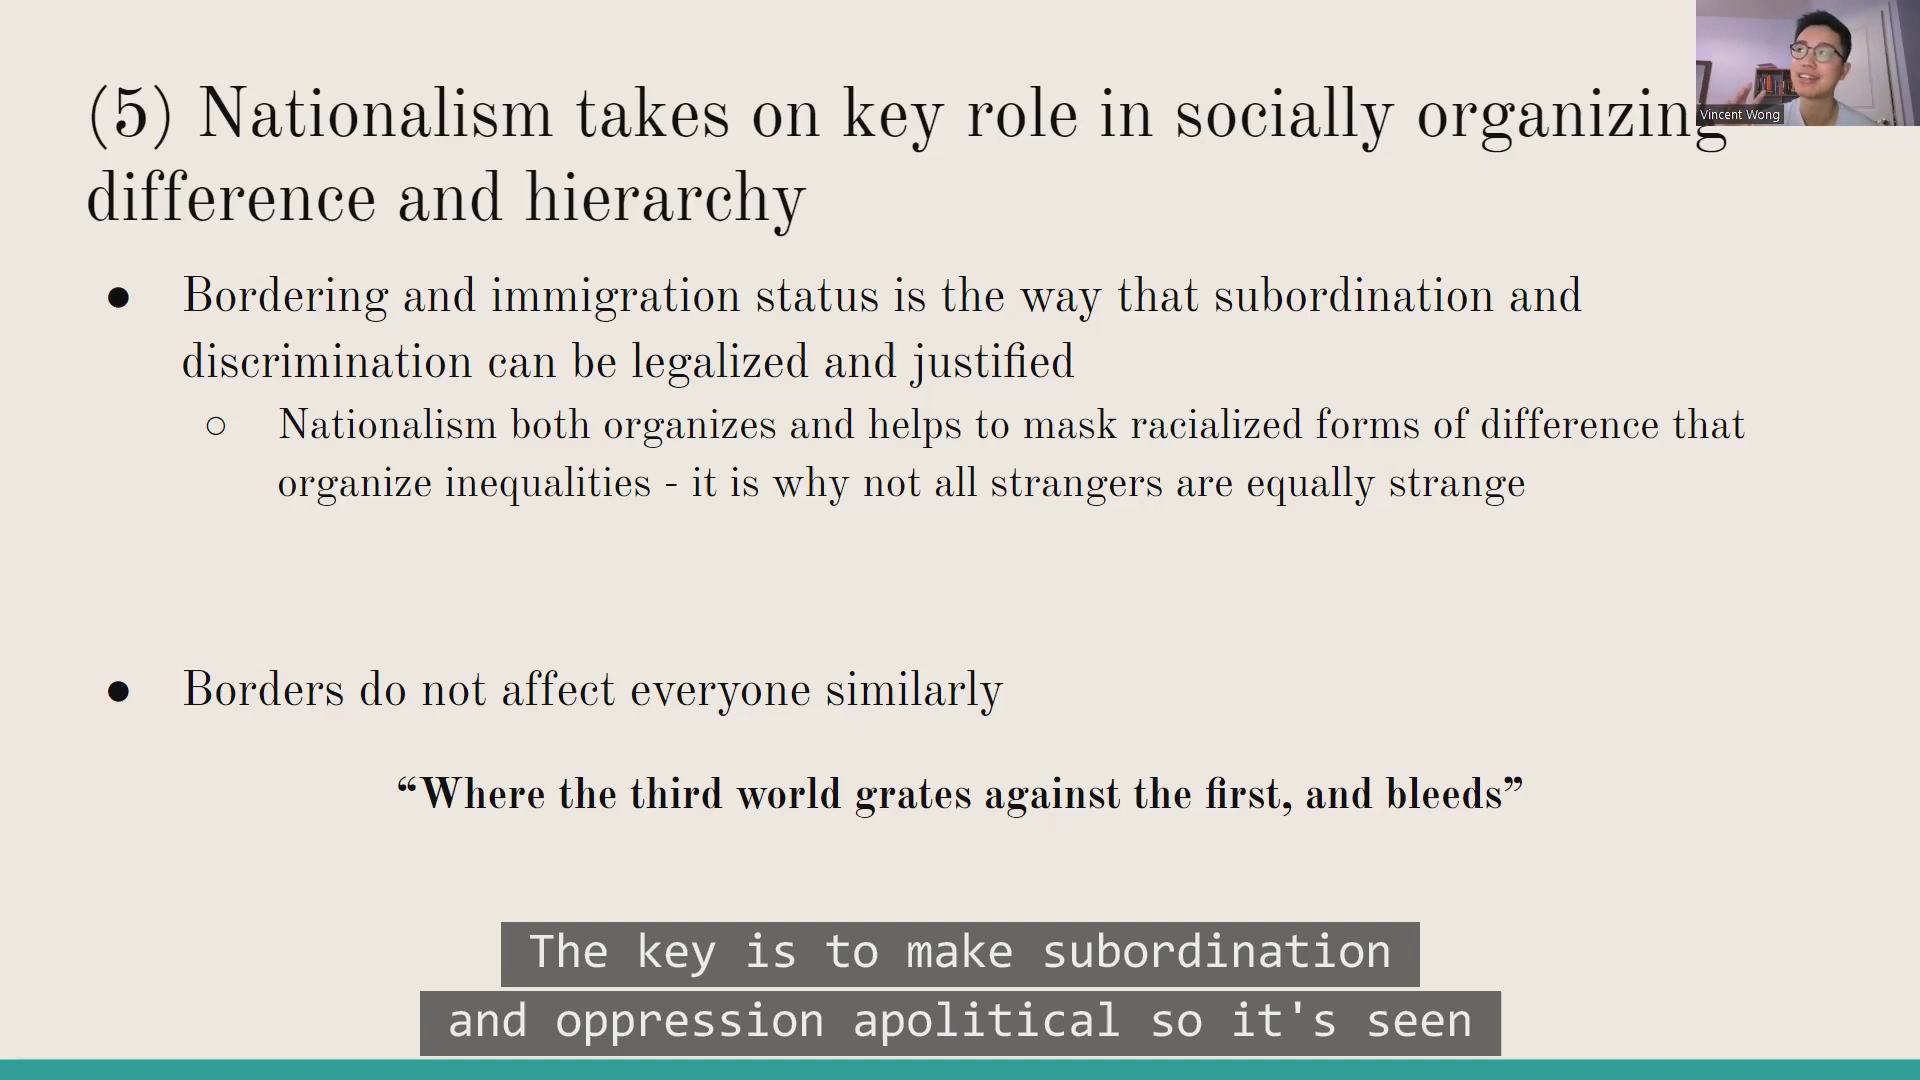 (5) Nationalism takes on key role in socially organizing
difference and hierarchy
Vincent Wong
● Bordering and immigration status is the way that subordination and
discrimination can be legalized and justified
○ Nationalism both organizes and helps to mask racialized forms of difference that
organize inequalities - it is why not all strangers are equally strange
● Borders do not affect everyone similarly
“Where the third world grates against the first, and bleeds”
The key is to make subordination
and oppression apolitical so it's seen